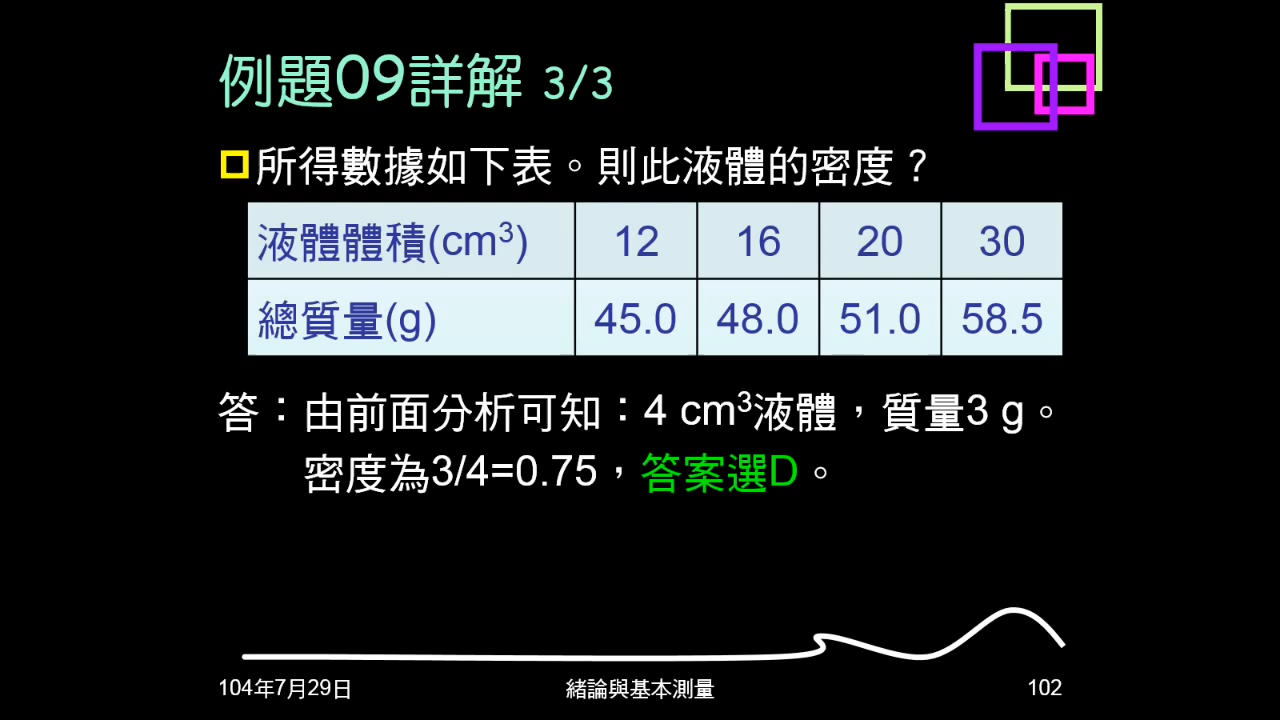 例題09詳解 3/3
所得數據如下表。則此液體的密度？
液體體積(cm³) 12 16 20 30
總質量(g) 45.0 48.0 51.0 58.5
答：由前面分析可知：4 cm³液體，質量3 g。
密度為3/4=0.75，答案選D。
104年7月29日 緒論與基本測量 102